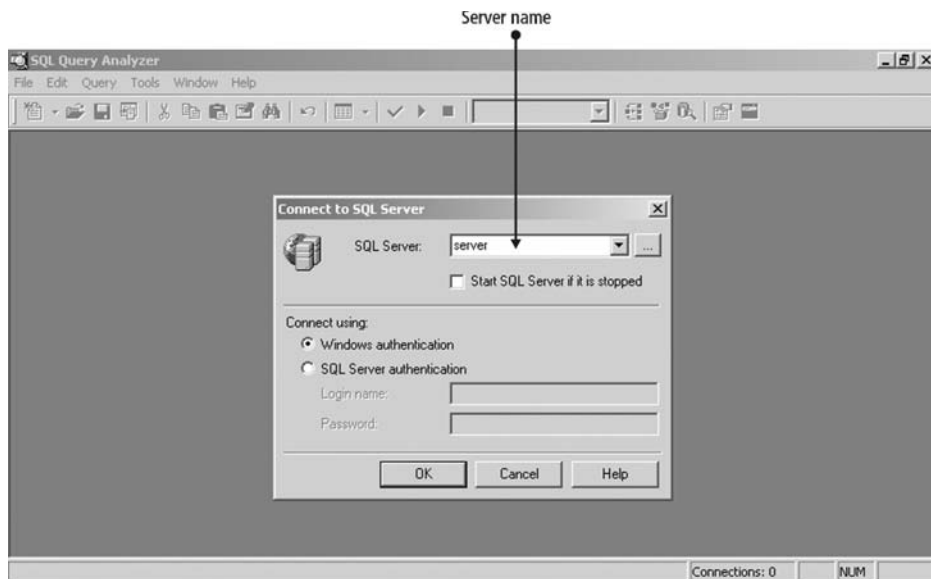 Server name
SQL Query Analyzer
File Edit Query Tools Window Help
Connect to SQL Server
SQL Server: server ...
Start SQL Server if it is stopped
Connect using:
Windows authentication
SQL Server authentication
Login name:
Password:
OK Cancel Help
Connections: 0 NUM